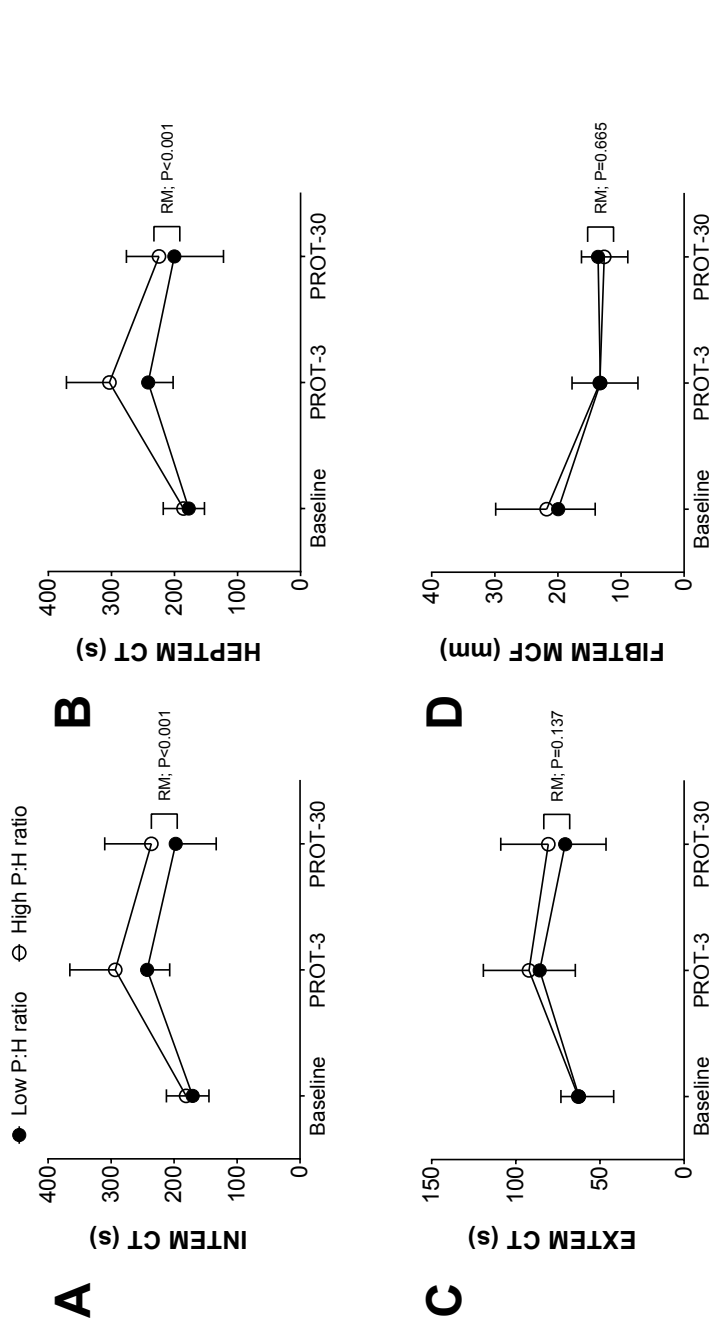 Low P:H ratio
High P:H ratio
A
INTEM CT (s)
400
300
200
100
0
Baseline
PROT-3
PROT-30
RM; P<0.001
B
HEPTEM CT (s)
400
300
200
100
0
Baseline
PROT-3
PROT-30
RM; P<0.001
C
EXTEM CT (s)
150
100
50
0
Baseline
PROT-3
PROT-30
RM; P=0.137
D
FIBTEM MCF (mm)
40
30
20
10
0
Baseline
PROT-3
PROT-30
RM; P=0.665